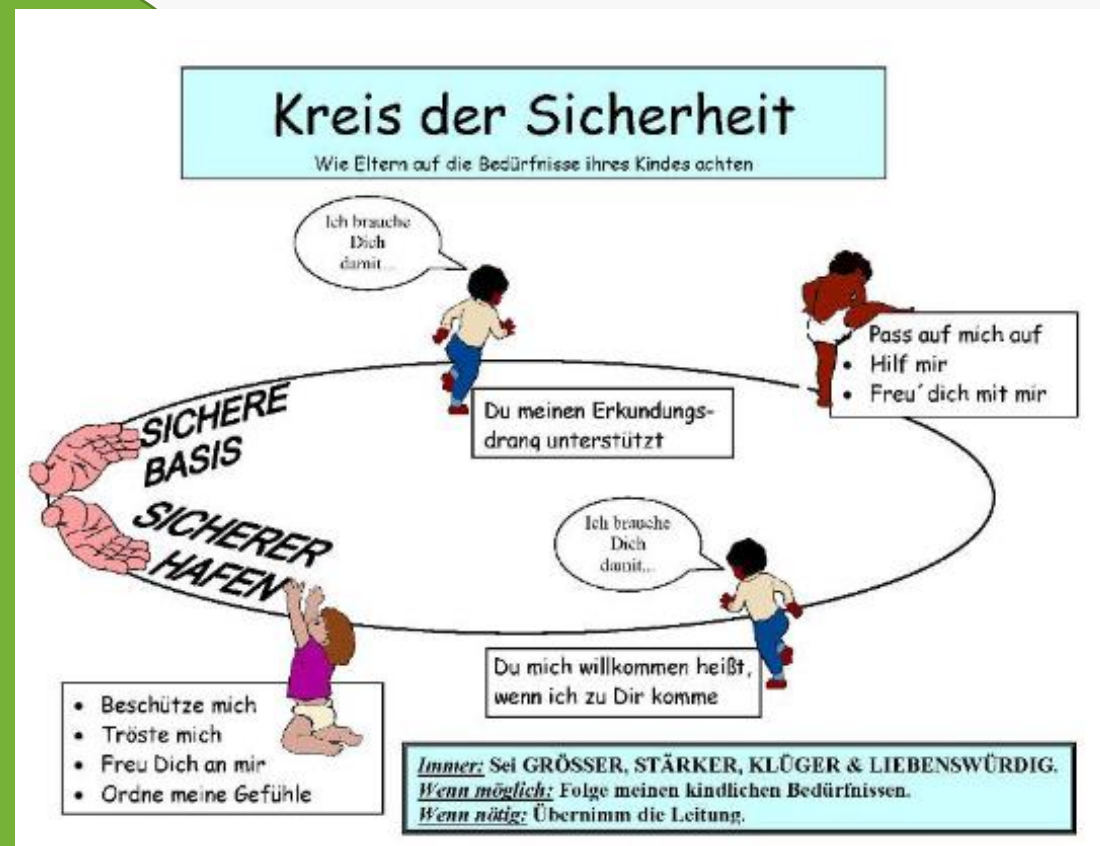 Kreis der Sicherheit
Wie Eltern auf die Bedürfnisse ihres Kindes achten
Ich brauche
Dich
damit...
Pass auf mich auf
• Hilf mir
• Freu´dich mit mir
Du meinen Erkundungs-
drang unterstützt
SICHERE
BASIS
SICHERER
HAFEN
Ich brauche
Dich
damit...
Du mich willkommen heißt,
wenn ich zu Dir komme
• Beschütze mich
• Tröste mich
• Freu Dich an mir
• Ordne meine Gefühle
Immer: Sei GRÖSSER, STÄRKER, KLÜGER & LIEBENSWÜRDIG.
Wenn möglich: Folge meinen kindlichen Bedürfnissen.
Wenn nötig: Übernimm die Leitung.